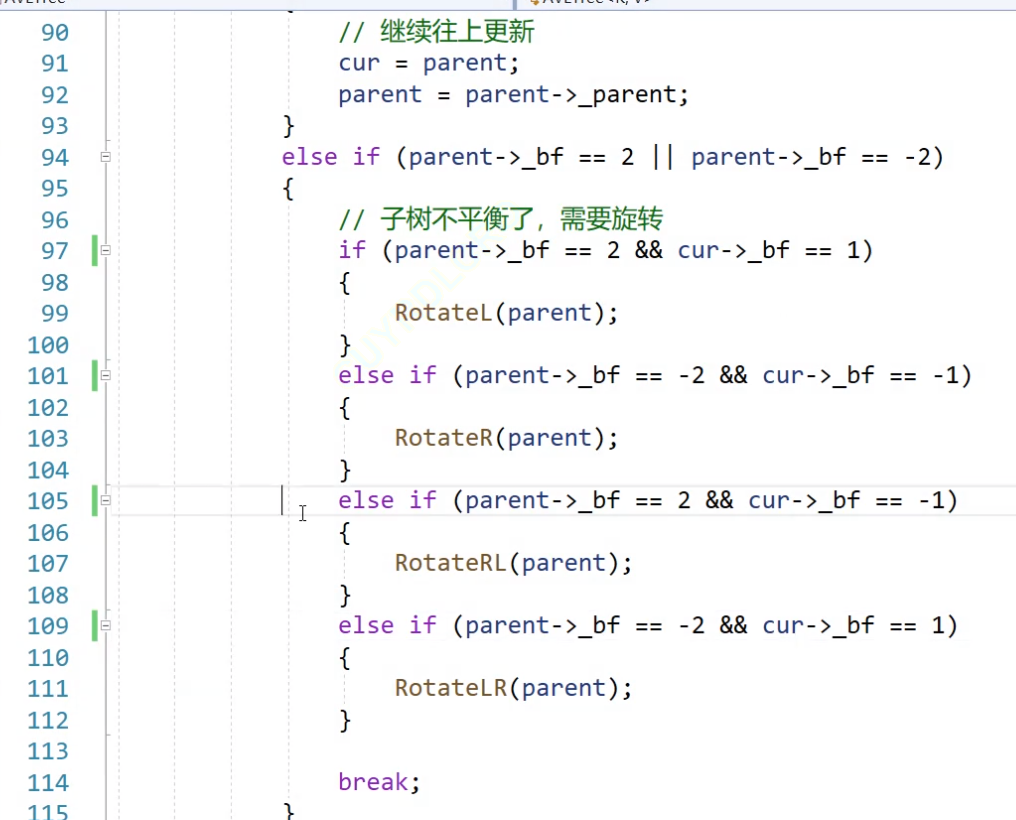 90 // 继续往上更新
91 cur = parent;
92 parent = parent->_parent;
93 }
94 else if (parent->_bf == 2 || parent->_bf == -2)
95 {
96 // 子树不平衡了，需要旋转
97 if (parent->_bf == 2 && cur->_bf == 1)
98 {
99 RotateL(parent);
100 }
101 else if (parent->_bf == -2 && cur->_bf == -1)
102 {
103 RotateR(parent);
104 }
105 else if (parent->_bf == 2 && cur->_bf == -1)
106 {
107 RotateRL(parent);
108 }
109 else if (parent->_bf == -2 && cur->_bf == 1)
110 {
111 RotateLR(parent);
112 }
113
114 break;
115 }